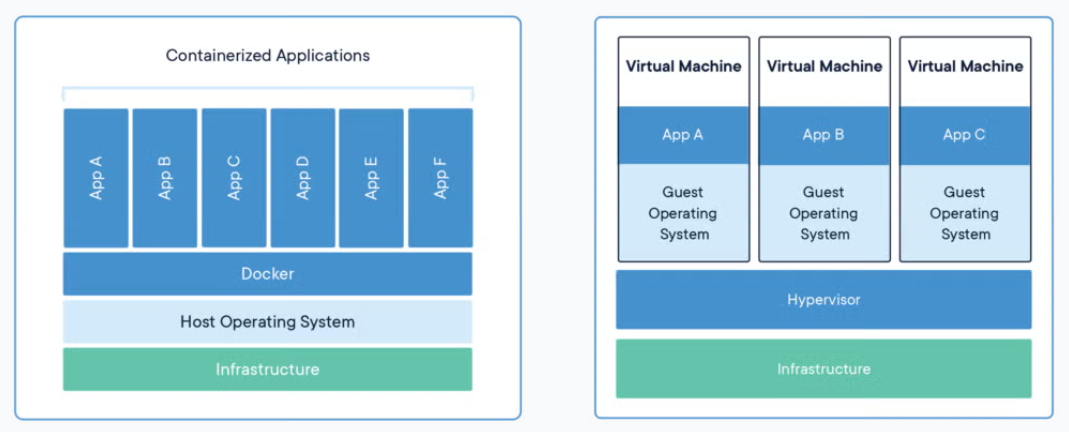 Containerized Applications
App A
App B
App C
App D
App E
App F
Docker
Host Operating System
Infrastructure
Virtual Machine
App A
Guest
Operating
System
Virtual Machine
App B
Guest
Operating
System
Virtual Machine
App C
Guest
Operating
System
Hypervisor
Infrastructure